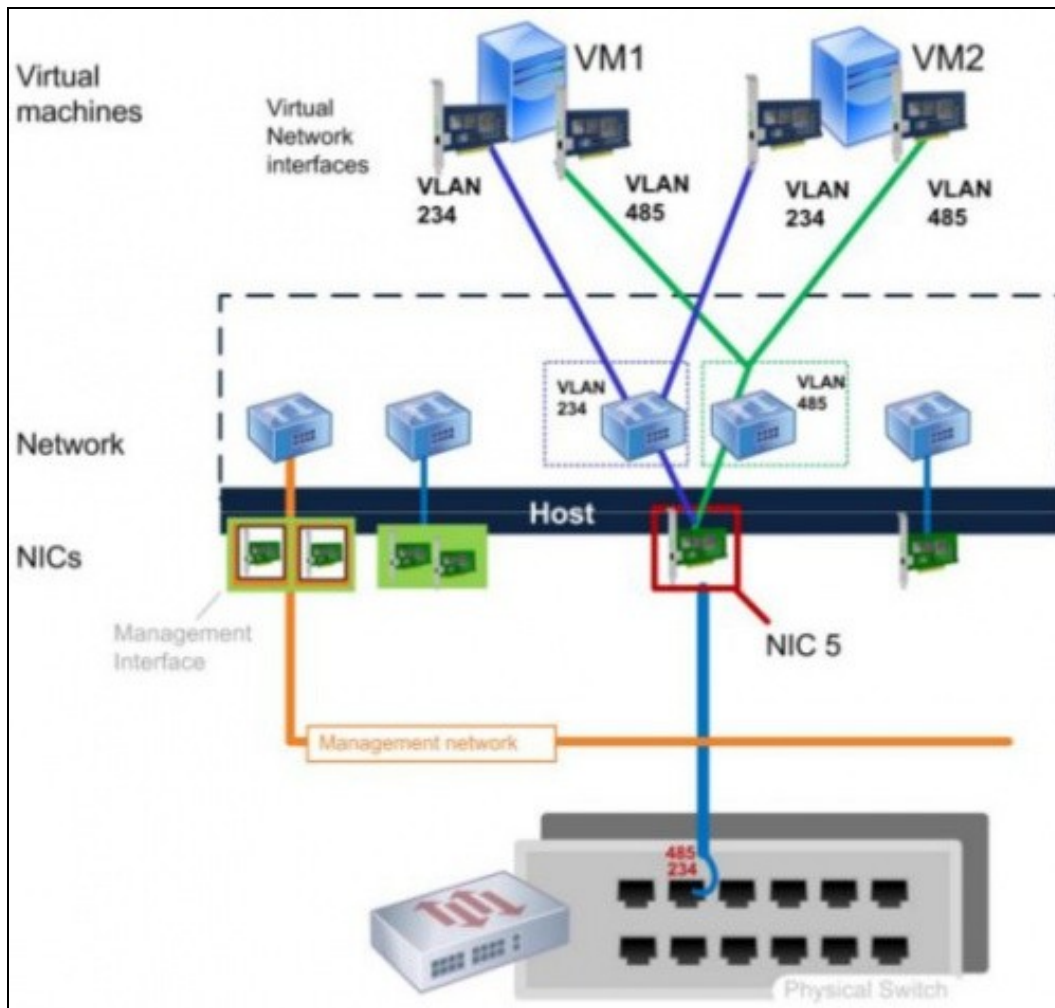 Virtual
machines
Virtual
Network
interfaces
VM1
VM2
VLAN
234
VLAN
485
VLAN
234
VLAN
485
VLAN
234
VLAN
485
Network
Host
NICs
Management
Interface
NIC 5
Management network
485
234
Physical Switch